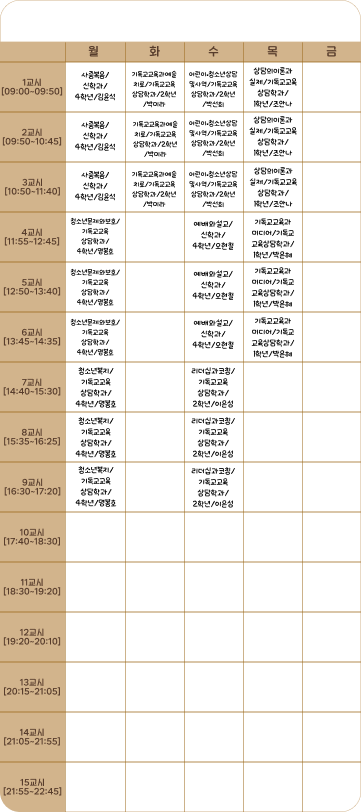 월 화 수 목 금
1교시
[09:00~09:50]
사중복음/
신학과/
4학년/김윤석
기독교교육과예술
치료/기독교교육
상담학과/2학년
/박미라
어린이·청소년상담
및사역/기독교교육
상담학과/2학년
/박선희
상담의이론과
실제/기독교교육
상담학과/
1학년/조안나
2교시
[09:50~10:45]
사중복음/
신학과/
4학년/김윤석
기독교교육과예술
치료/기독교교육
상담학과/2학년
/박미라
어린이·청소년상담
및사역/기독교교육
상담학과/2학년
/박선희
상담의이론과
실제/기독교교육
상담학과/
1학년/조안나
3교시
[10:50~11:40]
사중복음/
신학과/
4학년/김윤석
기독교교육과예술
치료/기독교교육
상담학과/2학년
/박미라
어린이·청소년상담
및사역/기독교교육
상담학과/2학년
/박선희
상담의이론과
실제/기독교교육
상담학과/
1학년/조안나
4교시
[11:55~12:45]
청소년문제와보호/
기독교교육
상담학과/
4학년/명봉호
예배와설교/
신학과/
4학년/오현철
기독교교육과
미디어/기독교
교육상담학과/
1학년/박은혜
5교시
[12:50~13:40]
청소년문제와보호/
기독교교육
상담학과/
4학년/명봉호
예배와설교/
신학과/
4학년/오현철
기독교교육과
미디어/기독교
교육상담학과/
1학년/박은혜
6교시
[13:45~14:35]
청소년문제와보호/
기독교교육
상담학과/
4학년/명봉호
예배와설교/
신학과/
4학년/오현철
기독교교육과
미디어/기독교
교육상담학과/
1학년/박은혜
7교시
[14:40~15:30]
청소년복지/
기독교교육
상담학과/
4학년/명봉호
리더십과코칭/
기독교교육
상담학과/
2학년/이은성
8교시
[15:35~16:25]
청소년복지/
기독교교육
상담학과/
4학년/명봉호
리더십과코칭/
기독교교육
상담학과/
2학년/이은성
9교시
[16:30~17:20]
청소년복지/
기독교교육
상담학과/
4학년/명봉호
리더십과코칭/
기독교교육
상담학과/
2학년/이은성
10교시
[17:40~18:30]
11교시
[18:30~19:20]
12교시
[19:20~20:10]
13교시
[20:15~21:05]
14교시
[21:05~21:55]
15교시
[21:55~22:45]